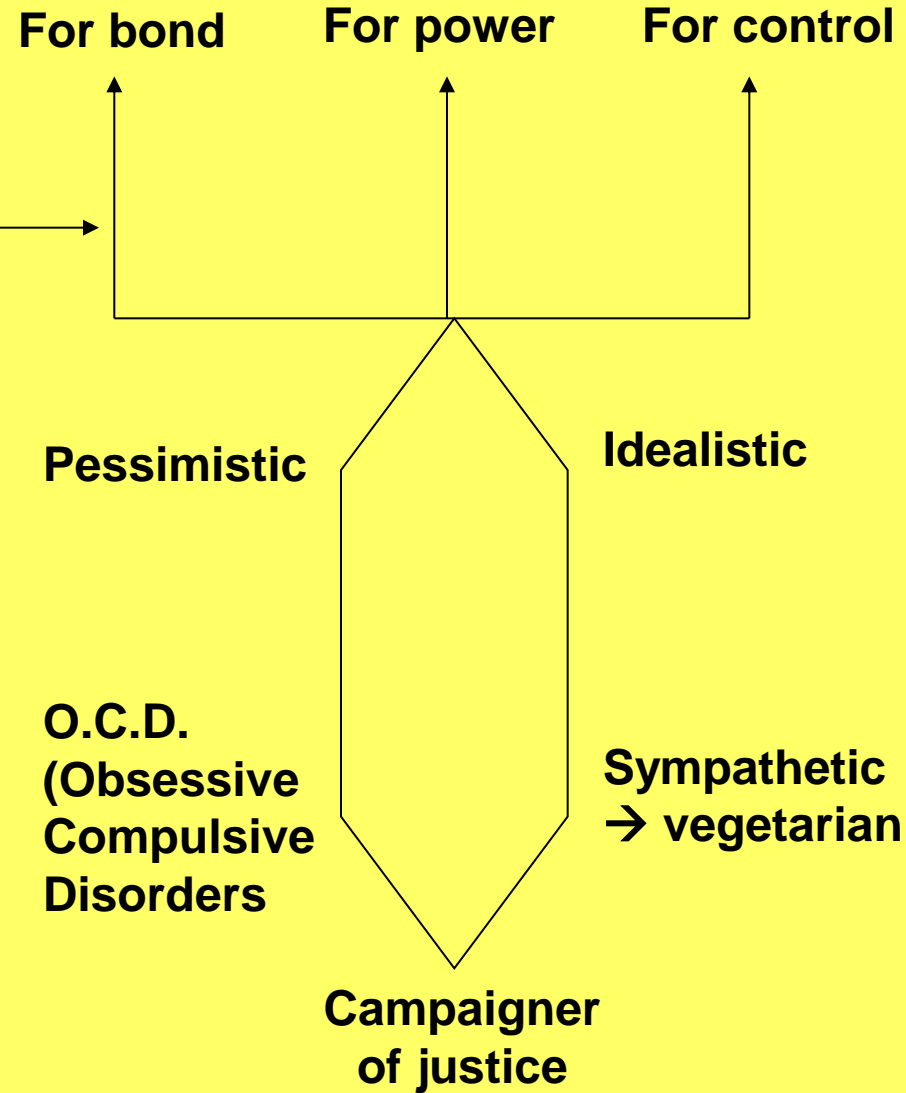 For bond
For power
For control
Pessimistic
Idealistic
O.C.D.
(Obsessive
Compulsive
Disorders
Sympathetic
→ vegetarian
Campaigner
of justice